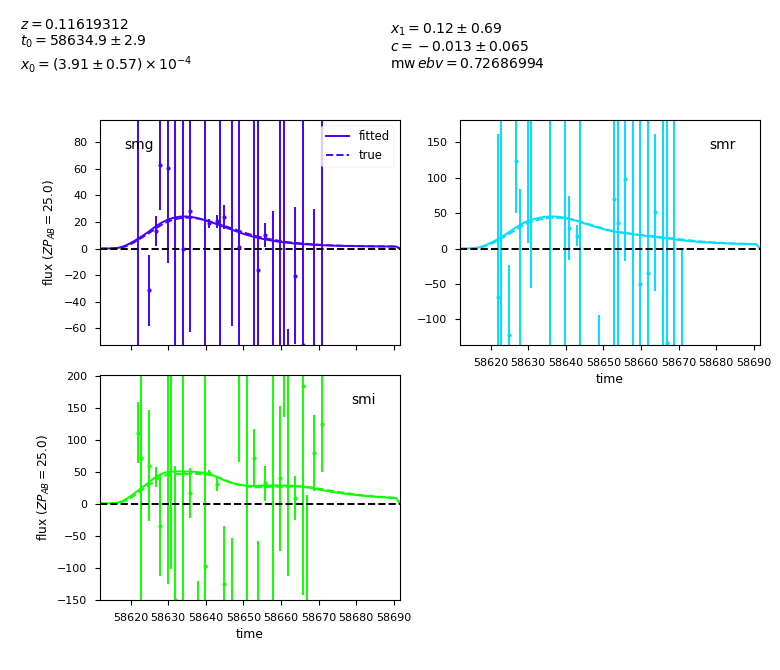 z = 0.11619312
t₀ = 58634.9 ± 2.9
x₀ = (3.91 ± 0.57) × 10⁻⁴
x₁ = 0.12 ± 0.69
c = −0.013 ± 0.065
mw ebv = 0.72686994
smg
fitted
true
80
60
40
20
0
−20
−40
−60
flux (ZP_AB = 25.0)
smr
150
100
50
0
−50
−100
58620 58630 58640 58650 58660 58670 58680 58690
time
smi
200
150
100
50
0
−50
−100
−150
flux (ZP_AB = 25.0)
58620 58630 58640 58650 58660 58670 58680 58690
time